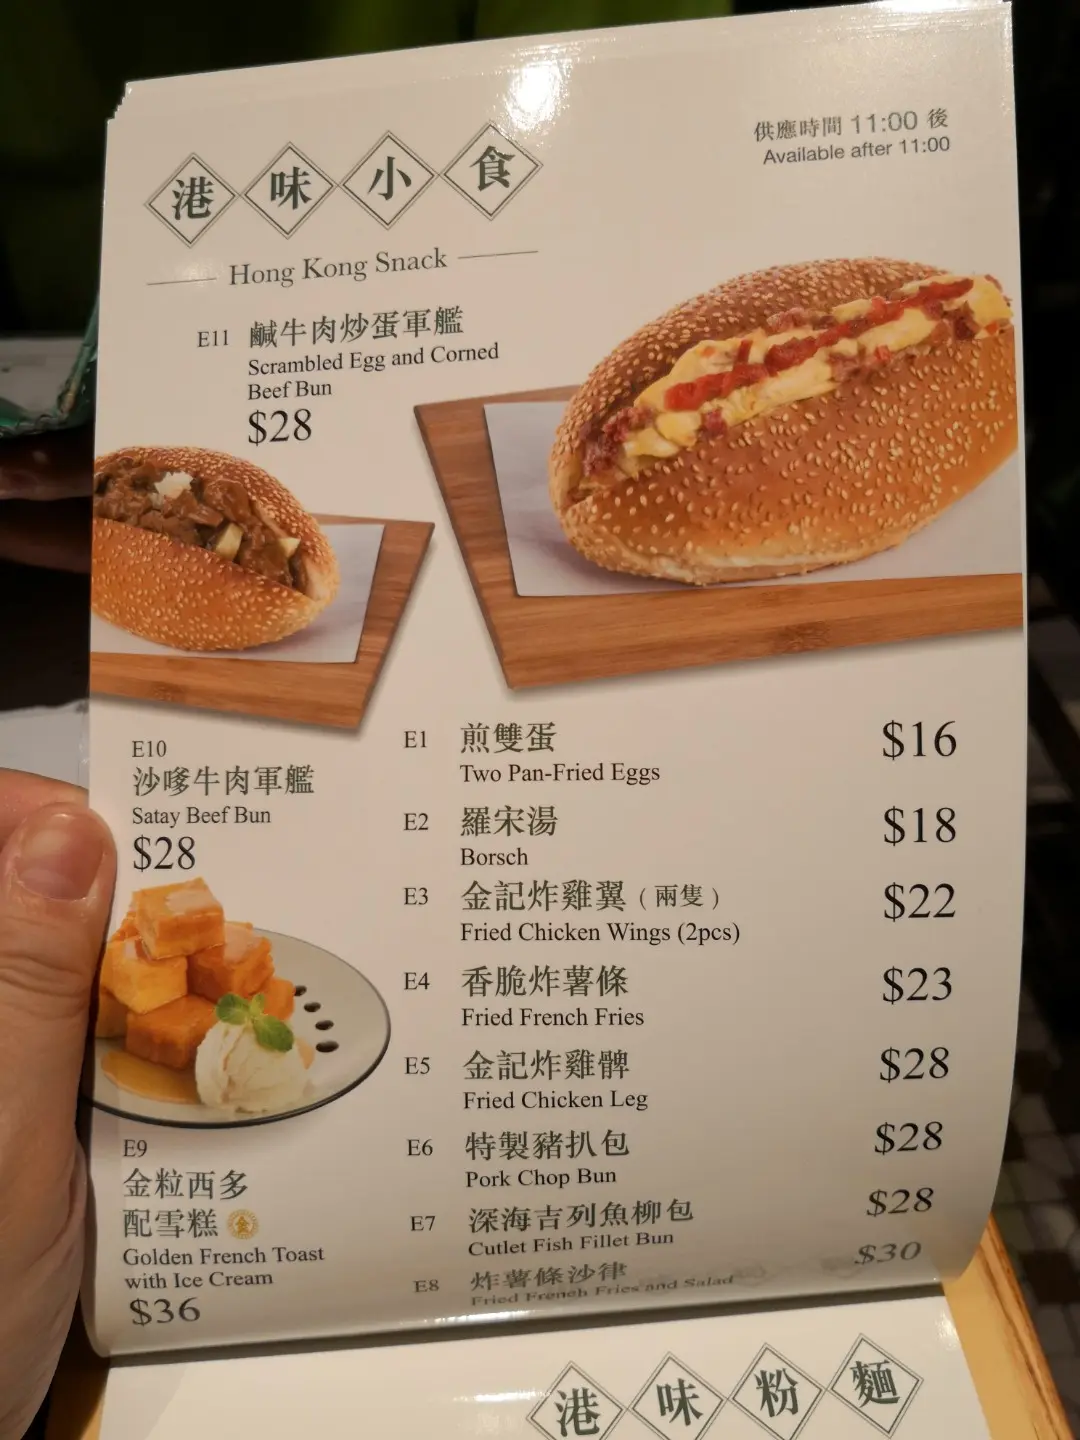 港味小食
Hong Kong Snack
供應時間 11:00 後
Available after 11:00
E11 鹹牛肉炒蛋軍艦
Scrambled Egg and Corned
Beef Bun
$28
E10
沙嗲牛肉軍艦
Satay Beef Bun
$28
E9
金粒西多
配雪糕 金
Golden French Toast
with Ice Cream
$36
E1 煎雙蛋 $16
Two Pan-Fried Eggs
E2 羅宋湯 $18
Borsch
E3 金記炸雞翼 (兩隻) $22
Fried Chicken Wings (2pcs)
E4 香脆炸薯條 $23
Fried French Fries
E5 金記炸雞髀 $28
Fried Chicken Leg
E6 特製豬扒包 $28
Pork Chop Bun
E7 深海吉列魚柳包 $28
Cutlet Fish Fillet Bun
E8 炸薯條沙律 $30
Fried French Fries and Salad
港味粉麵